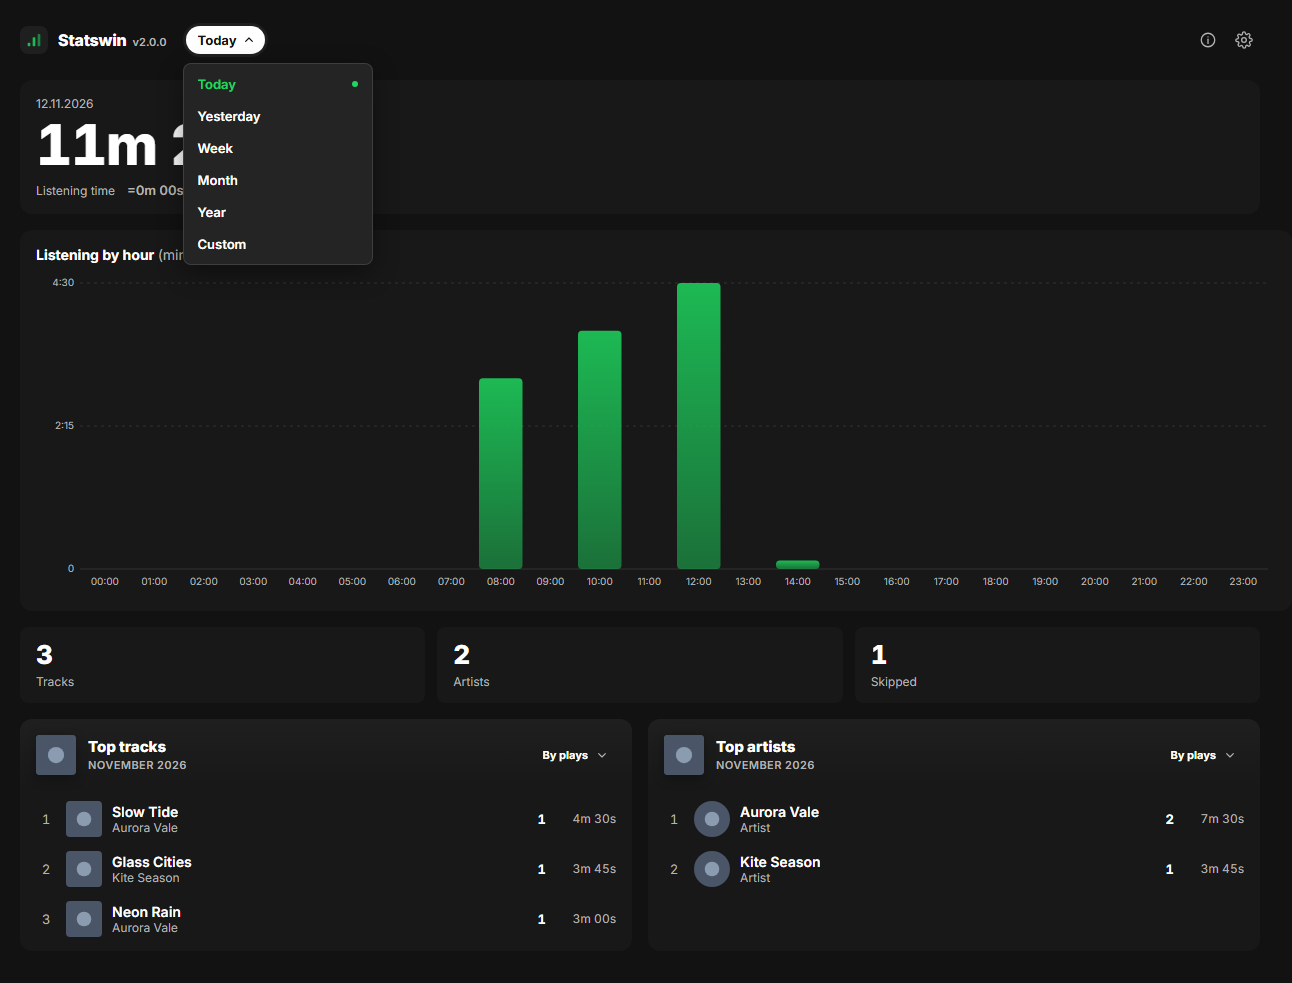 Statswin v2.0.0
Today
Today
Yesterday
Week
Month
Year
Custom
12.11.2026
11m
Listening time =0m 00s
Listening by hour
4:30
2:15
0
00:00 01:00 02:00 03:00 04:00 05:00 06:00 07:00 08:00 09:00 10:00 11:00 12:00 13:00 14:00 15:00 16:00 17:00 18:00 19:00 20:00 21:00 22:00 23:00
3
Tracks
2
Artists
1
Skipped
Top tracks
NOVEMBER 2026
By plays
1 Slow Tide 1 4m 30s
Aurora Vale
2 Glass Cities 1 3m 45s
Kite Season
3 Neon Rain 1 3m 00s
Aurora Vale
Top artists
NOVEMBER 2026
By plays
1 Aurora Vale 2 7m 30s
Artist
2 Kite Season 1 3m 45s
Artist